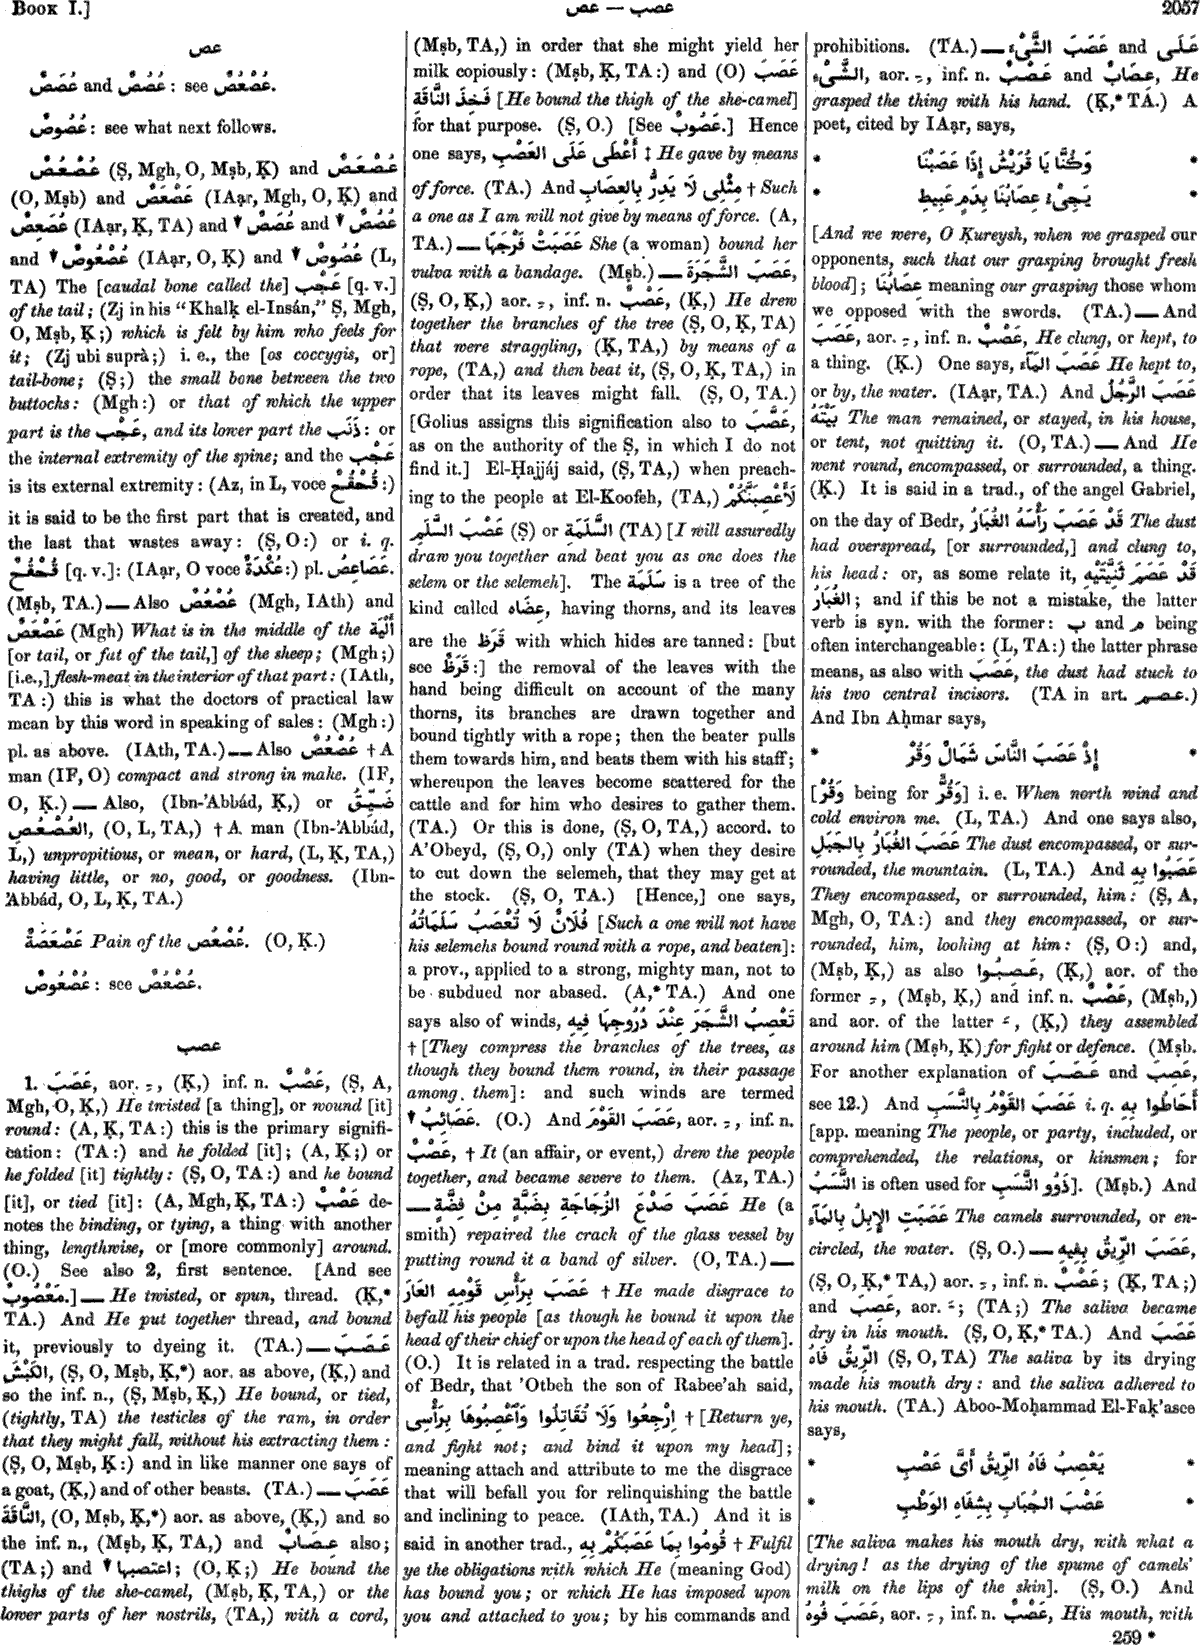 BOOK I.]
عص — عصب
2057
عص
عُصَصٌ and عُصُصٌ : see عُصْعُصٌ.
عُصُوصٌ : see what next follows.
عُصْعُصٌ (Ṣ, Mgh, O, Mṣb, Ḳ) and عُصْعَصٌ
(O, Mṣb) and عَصْعَصٌ (IAạr, Mgh, O, Ḳ) and
عُصَعِصٌ (IAạr, Ḳ, TA) and ▼ عُصَصٌ and ▼ عُصُصٌ
and ▼ عُصْعُوصٌ (IAạr, O, Ḳ) and ▼ عُصُوصٌ (L,
TA) The [caudal bone called the] عَجْب [q. v.]
of the tail; (Zj in his “Khalḳ el-Insán,” Ṣ, Mgh,
O, Mṣb, Ḳ;) which is felt by him who feels for
it; (Zj ubi suprà;) i. e., the [os coccygis, or]
tail-bone; (Ṣ;) the small bone between the two
buttocks: (Mgh:) or that of which the upper
part is the عَجْب, and its lower part the ذَنَب: or
the internal extremity of the spine; and the عَجْب
is its external extremity: (Az, in L, voce قُحْقُحٌ:)
it is said to be the first part that is created, and
the last that wastes away: (Ṣ, O:) or i. q.
قُحْقُحٌ [q. v.]: (IAạr, O voce عُكْدَةٌ:) pl. عَصَاعِصُ.
(Mṣb, TA.) — Also عُصْعُصٌ (Mgh, IAth) and
عُصْعَصٌ (Mgh) What is in the middle of the أَلْيَة
[or tail, or fat of the tail,] of the sheep; (Mgh;)
[i.e.,] flesh-meat in the interior of that part: (IAth,
TA:) this is what the doctors of practical law
mean by this word in speaking of sales: (Mgh:)
pl. as above. (IAth, TA.) — Also عُصْعُصٌ † A
man (IF, O) compact and strong in make. (IF,
O, Ḳ.) — Also, (Ibn-’Abbád, Ḳ,) or ضَيِّقُ
العُصْعُصِ, (O, L, TA,) † A man (Ibn-’Abbád,
L,) unpropitious, or mean, or hard, (L, Ḳ, TA,)
having little, or no, good, or goodness. (Ibn-
’Abbád, O, L, Ḳ, TA.)
عَصْعَصَةٌ Pain of the عُصْعُص. (O, Ḳ.)
عُصْعُوصٌ : see عُصْعُصٌ.
عصب
1. عَصَبَ, aor. ـِ, (Ḳ,) inf. n. عَصْبٌ, (Ṣ, A,
Mgh, O, Ḳ,) He twisted [a thing], or wound [it]
round: (A, Ḳ, TA:) this is the primary signifi-
cation: (TA:) and he folded [it]; (A, Ḳ;) or
he folded [it] tightly: (Ṣ, O, TA:) and he bound
[it], or tied [it]: (A, Mgh, Ḳ, TA:) عَصْبٌ de-
notes the binding, or tying, a thing with another
thing, lengthwise, or [more commonly] around.
(O.) See also 2, first sentence. [And see
مَعْصُوبٌ.] — He twisted, or spun, thread. (Ḳ,*
TA.) And He put together thread, and bound
it, previously to dyeing it. (TA.) — عَصَبَ
الكَبْشَ, (Ṣ, O, Mṣb, Ḳ,*) aor. as above, (Ḳ,) and
so the inf. n., (Ṣ, Mṣb, Ḳ,) He bound, or tied,
(tightly, TA) the testicles of the ram, in order
that they might fall, without his extracting them:
(Ṣ, O, Mṣb, Ḳ:) and in like manner one says of
a goat, (Ḳ,) and of other beasts. (TA.) — عَصَبَ
النَّاقَةَ, (O, Mṣb, Ḳ,*) aor. as above, (Ḳ,) and so
the inf. n., (Mṣb, Ḳ, TA,) and عِصَابٌ also;
(TA;) and ▼ اعتصبها; (O, Ḳ;) He bound the
thighs of the she-camel, (Mṣb, Ḳ, TA,) or the
lower parts of her nostrils, (TA,) with a cord,
(Mṣb, TA,) in order that she might yield her
milk copiously: (Mṣb, Ḳ, TA:) and (O) عَصَبَ
فَخِذَ النَّاقَةِ [He bound the thigh of the she-camel]
for that purpose. (Ṣ, O.) [See عَصُوبٌ.] Hence
one says, أَعْطَى عَلَى العَصْبِ ‡ He gave by means
of force. (TA.) And مِثْلِى لَا يَدِرُّ بِالعِصَابِ † Such
a one as I am will not give by means of force. (A,
TA.) — عَصَبَتْ فَرْجَهَا She (a woman) bound her
vulva with a bandage. (Mṣb.) — عَصَبَ الشَّجَرَةَ,
(Ṣ, O, Ḳ,) aor. ـِ, inf. n. عَصْبٌ, (Ḳ,) He drew
together the branches of the tree (Ṣ, O, Ḳ, TA)
that were straggling, (Ḳ, TA,) by means of a
rope, (TA,) and then beat it, (Ṣ, O, Ḳ, TA,) in
order that its leaves might fall. (Ṣ, O, TA.)
[Golius assigns this signification also to عَصَّبَ,
as on the authority of the Ṣ, in which I do not
find it.] El-Ḥajjáj said, (Ṣ, TA,) when preach-
ing to the people at El-Koofeh, (TA,) لَأَعْصِبَنَّكُمْ
عَصْبَ السَّلَمِ (Ṣ) or السَّلَمَةِ (TA) [I will assuredly
draw you together and beat you as one does the
selem or the selemeh]. The سَلَمَة is a tree of the
kind called عِضَاه, having thorns, and its leaves
are the قَرَظ with which hides are tanned: [but
see قَرَظٌ:] the removal of the leaves with the
hand being difficult on account of the many
thorns, its branches are drawn together and
bound tightly with a rope; then the beater pulls
them towards him, and beats them with his staff;
whereupon the leaves become scattered for the
cattle and for him who desires to gather them.
(TA.) Or this is done, (Ṣ, O, TA,) accord. to
A’Obeyd, (Ṣ, O,) only (TA) when they desire
to cut down the selemeh, that they may get at
the stock. (Ṣ, O, TA.) [Hence,] one says,
فُلَانٌ لَا تُعْصَبُ سَلَمَاتُهُ [Such a one will not have
his selemehs bound round with a rope, and beaten]:
a prov., applied to a strong, mighty man, not to
be subdued nor abased. (A,* TA.) And one
says also of winds, تَعْصِبُ الشَّجَرَ عِنْدَ دُرُوجِهَا فِيهِ
† [They compress the branches of the trees, as
though they bound them round, in their passage
among them]: and such winds are termed
▼ عَصَائِبُ. (O.) And عَصَبَ القَوْمَ, aor. ـِ, inf. n.
عَصْبٌ, † It (an affair, or event,) drew the people
together, and became severe to them. (Az, TA.)
— عَصَبَ صَدْعَ الزُّجَاجَةِ بِضَبَّةٍ مِنْ فِضَّةٍ He (a
smith) repaired the crack of the glass vessel by
putting round it a band of silver. (O, TA.) —
عَصَبَ بِرَأْسِ قَوْمِهِ العَارَ † He made disgrace to
befall his people [as though he bound it upon the
head of their chief or upon the head of each of them].
(O.) It is related in a trad. respecting the battle
of Bedr, that ’Otbeh the son of Rabee’ah said,
اِرْجِعُوا وَلَا تُقَاتِلُوا وَٱعْصِبُوهَا بِرَأْسِى † [Return ye,
and fight not; and bind it upon my head];
meaning attach and attribute to me the disgrace
that will befall you for relinquishing the battle
and inclining to peace. (IAth, TA.) And it is
said in another trad., قُومُوا بِمَا عَصَبَكُمْ بِهِ † Fulfil
ye the obligations with which He (meaning God)
has bound you; or which He has imposed upon
you and attached to you; by his commands and
prohibitions. (TA.) — عَصَبَ الشَّىْءَ and عَلَى
الشَّىْءِ, aor. ـِ, inf. n. عَصْبٌ and عِصَابٌ, He
grasped the thing with his hand. (Ḳ,* TA.) A
poet, cited by IAạr, says,
* وَكُنَّا يَا قُرَيْشُ إِذَا عَصَبْنَا *
* يَجِىْءُ عِصَابُنَا بِدَمٍ عَبِيطِ *
[And we were, O Ḳureysh, when we grasped our
opponents, such that our grasping brought fresh
blood]; عِصَابُنَا meaning our grasping those whom
we opposed with the swords. (TA.) — And
عَصَبَ, aor. ـِ, inf. n. عَصْبٌ, He clung, or kept, to
a thing. (Ḳ.) One says, عَصَبَ المَآءَ He kept to,
or by, the water. (IAạr, TA.) And عَصَبَ الرَّجُلُ
بَيْتَهُ The man remained, or stayed, in his house,
or tent, not quitting it. (O, TA.) — And He
went round, encompassed, or surrounded, a thing.
(Ḳ.) It is said in a trad., of the angel Gabriel,
on the day of Bedr, قَدْ عَصَبَ رَأْسَهُ الغُبَارُ The dust
had overspread, [or surrounded,] and clung to,
his head: or, as some relate it, قَدْ عَصَمَ ثَنِيَّتَيْهِ
الغُبَارُ; and if this be not a mistake, the latter
verb is syn. with the former: ب and م being
often interchangeable: (L, TA:) the latter phrase
means, as also with عَصَبَ, the dust had stuck to
his two central incisors. (TA in art. عصم.)
And Ibn Aḥmar says,
* إِذْ عَصَبَ النَّاسَ شَمَالٌ وَقُرْ *
[وَقُرْ being for وَقُرٌّ] i. e. When north wind and
cold environ me. (L, TA.) And one says also,
عَصَبَ الغُبَارُ بِالجَبَلِ The dust encompassed, or sur-
rounded, the mountain. (L, TA.) And عَصَبُوا بِهِ
They encompassed, or surrounded, him: (Ṣ, A,
Mgh, O, TA:) and they encompassed, or sur-
rounded, him, looking at him: (Ṣ, O:) and,
(Mṣb, Ḳ,) as also عَصِبُوا, (Ḳ,) aor. of the
former ـِ, (Mṣb, Ḳ,) and inf. n. عَصْبٌ, (Mṣb,)
and aor. of the latter ـَ, (Ḳ,) they assembled
around him (Mṣb, Ḳ) for fight or defence. (Mṣb.
For another explanation of عَصَبَ and عَصِبَ,
see 12.) And عَصَبَ القَوْمُ بِالنَّسَبِ i. q. أَحَاطُوا بِهِ
[app. meaning The people, or party, included, or
comprehended, the relations, or kinsmen; for
النَّسَبُ is often used for ذَوُو النَّسَبِ]. (Mṣb.) And
عَصَبَتِ الإِبِلُ بِالمَآءِ The camels surrounded, or en-
circled, the water. (Ṣ, O.) — عَصَبَ الرِّيقُ بِفِيهِ,
(Ṣ, O, Ḳ,* TA,) aor. ـِ, inf. n. عَصْبٌ; (Ḳ, TA;)
and عَصِبَ, aor. ـَ; (TA;) The saliva became
dry in his mouth. (Ṣ, O, Ḳ,* TA.) And عَصَبَ
الرِّيقُ فَاهُ (Ṣ, O, TA) The saliva by its drying
made his mouth dry: and the saliva adhered to
his mouth. (TA.) Aboo-Moḥammad El-Faḳ’asee
says,
* يَعْصِبُ فَاهُ الرِّيقُ أَىَّ عَصْبِ *
* عَصْبَ الجُبَابِ بِشِفَاهِ الوَطْبِ *
[The saliva makes his mouth dry, with what a
drying! as the drying of the spume of camels’
milk on the lips of the skin]. (Ṣ, O.) And
عَصَبَ فُوهُ, aor. ـِ, inf. n. عَصْبٌ, His mouth, with
259 *